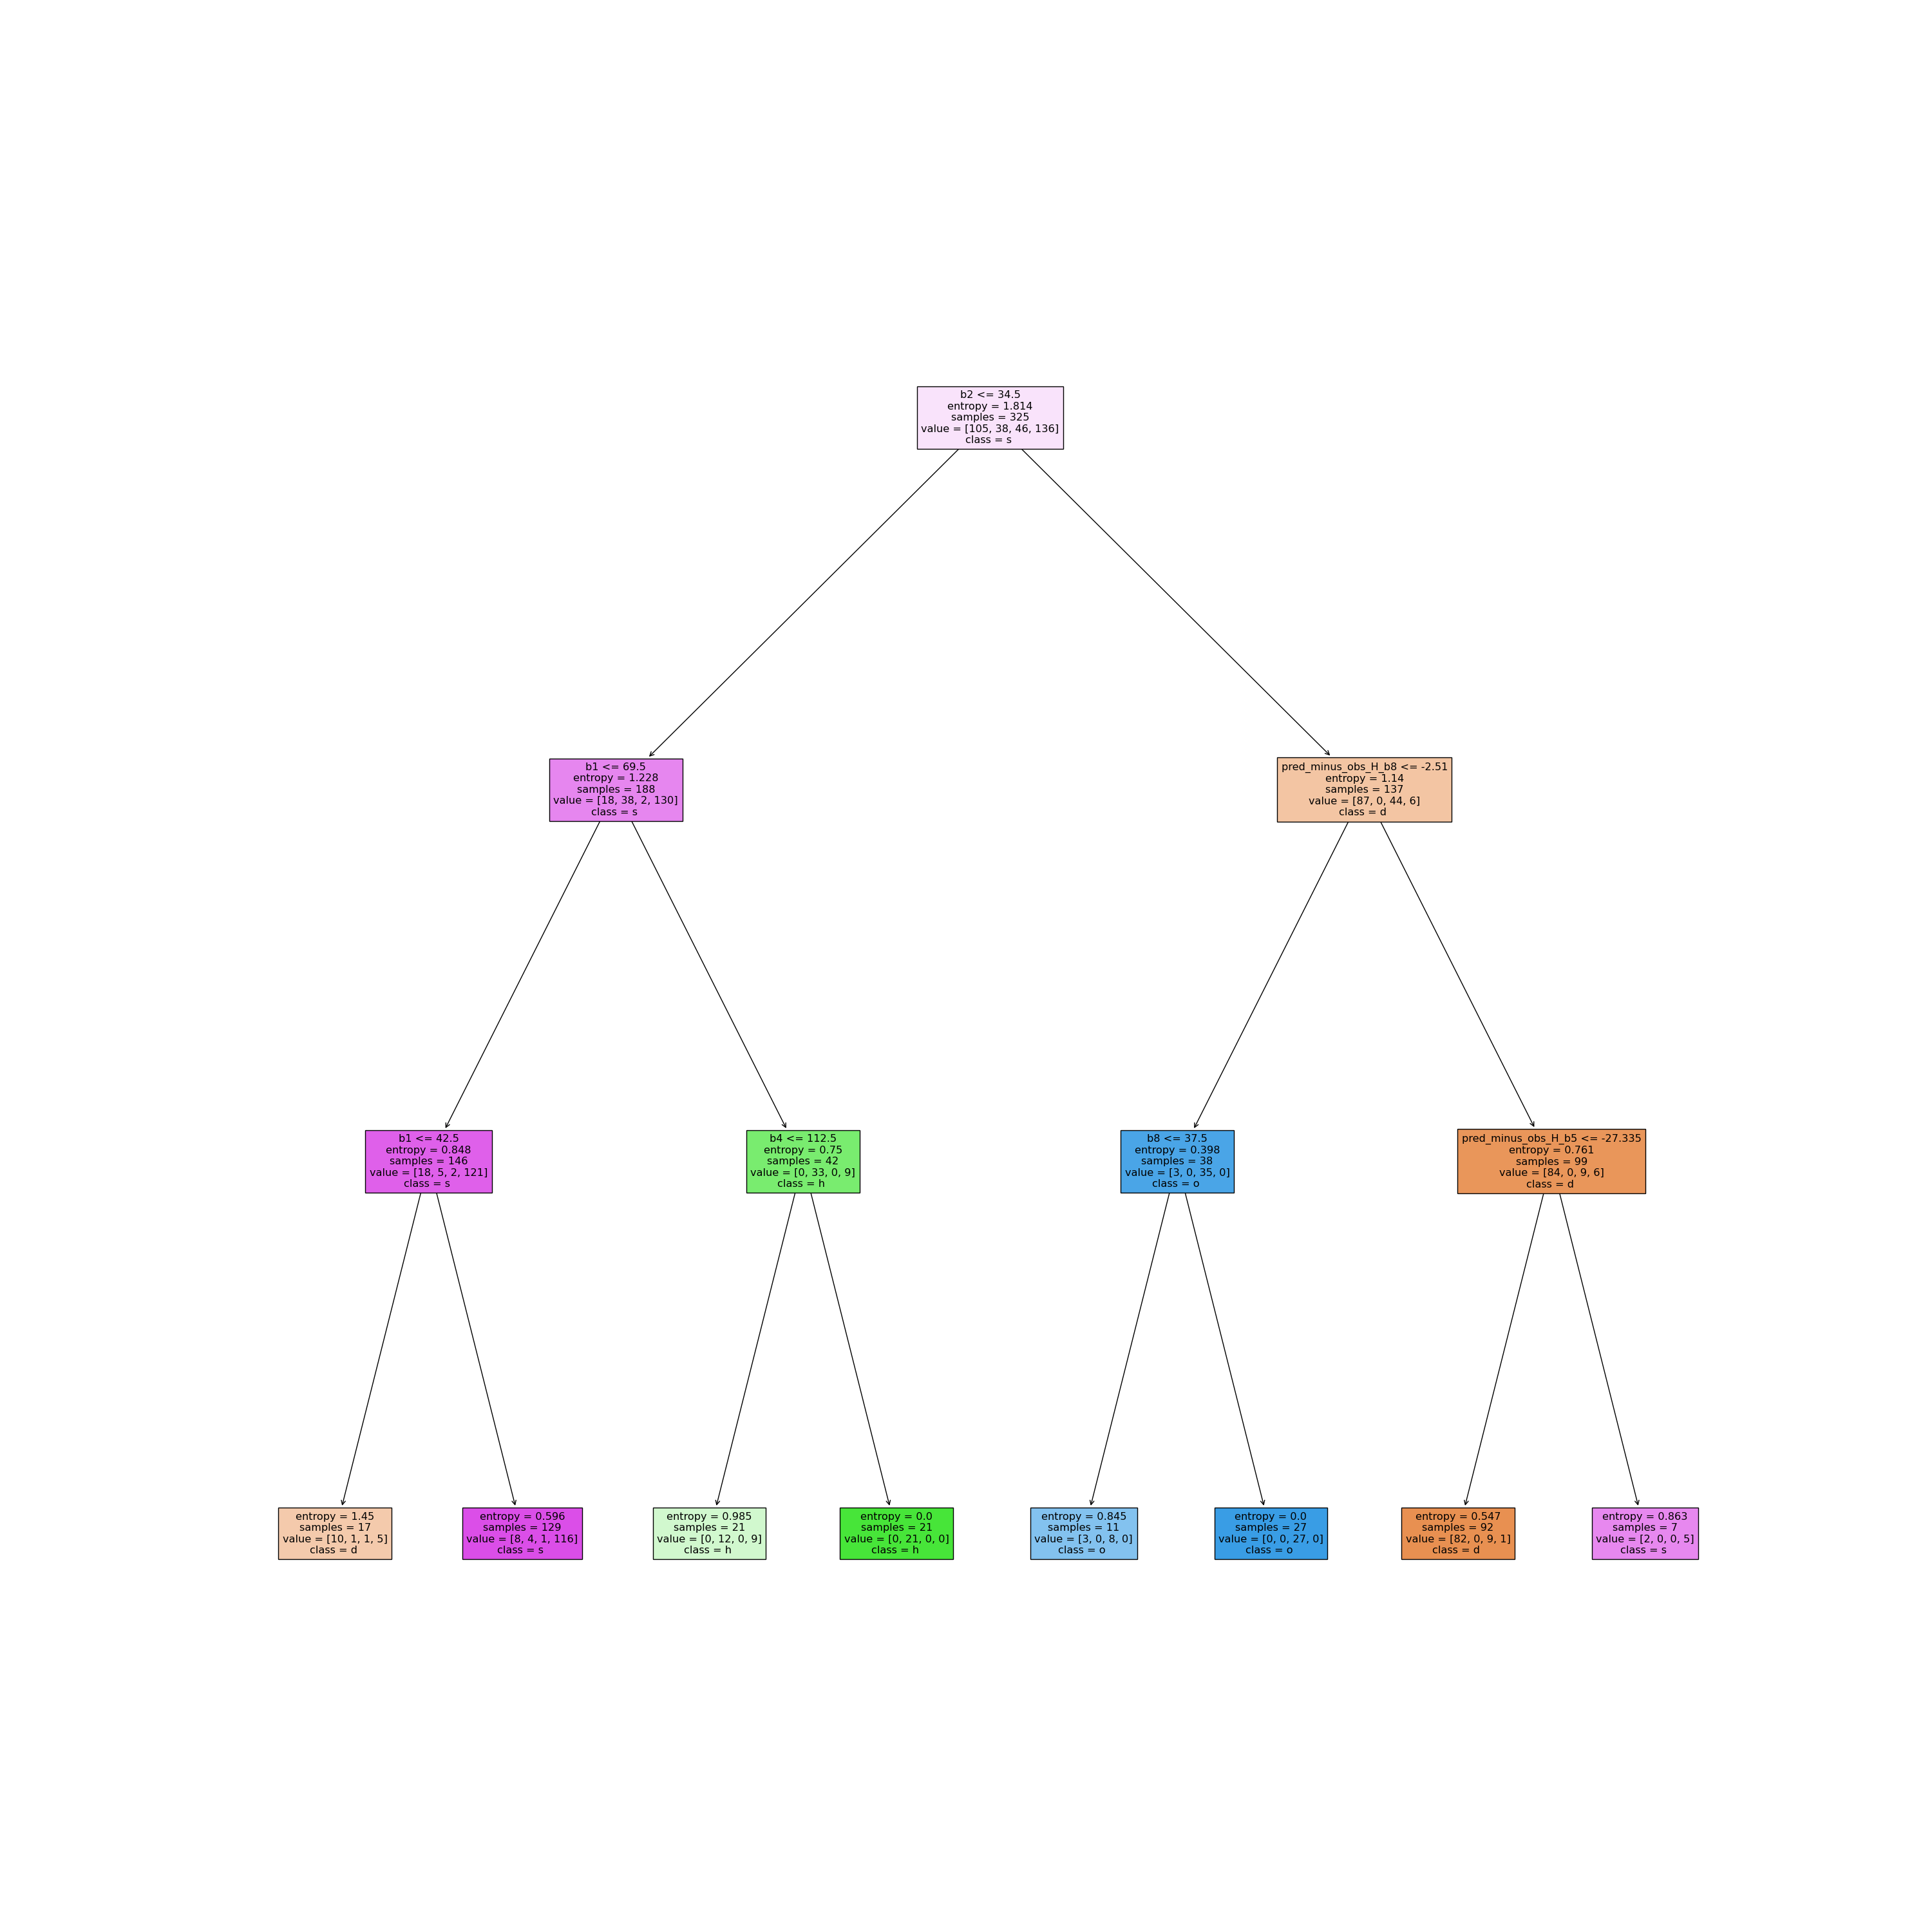 b2 <= 34.5
entropy = 1.814
samples = 325
value = [105, 38, 46, 136]
class = s
b1 <= 69.5
entropy = 1.228
samples = 188
value = [18, 38, 2, 130]
class = s
pred_minus_obs_H_b8 <= -2.51
entropy = 1.14
samples = 137
value = [87, 0, 44, 6]
class = d
b1 <= 42.5
entropy = 0.848
samples = 146
value = [18, 5, 2, 121]
class = s
b4 <= 112.5
entropy = 0.75
samples = 42
value = [0, 33, 0, 9]
class = h
b8 <= 37.5
entropy = 0.398
samples = 38
value = [3, 0, 35, 0]
class = o
pred_minus_obs_H_b5 <= -27.335
entropy = 0.761
samples = 99
value = [84, 0, 9, 6]
class = d
entropy = 1.45
samples = 17
value = [10, 1, 1, 5]
class = d
entropy = 0.596
samples = 129
value = [8, 4, 1, 116]
class = s
entropy = 0.985
samples = 21
value = [0, 12, 0, 9]
class = h
entropy = 0.0
samples = 21
value = [0, 21, 0, 0]
class = h
entropy = 0.845
samples = 11
value = [3, 0, 8, 0]
class = o
entropy = 0.0
samples = 27
value = [0, 0, 27, 0]
class = o
entropy = 0.547
samples = 92
value = [82, 0, 9, 1]
class = d
entropy = 0.863
samples = 7
value = [2, 0, 0, 5]
class = s